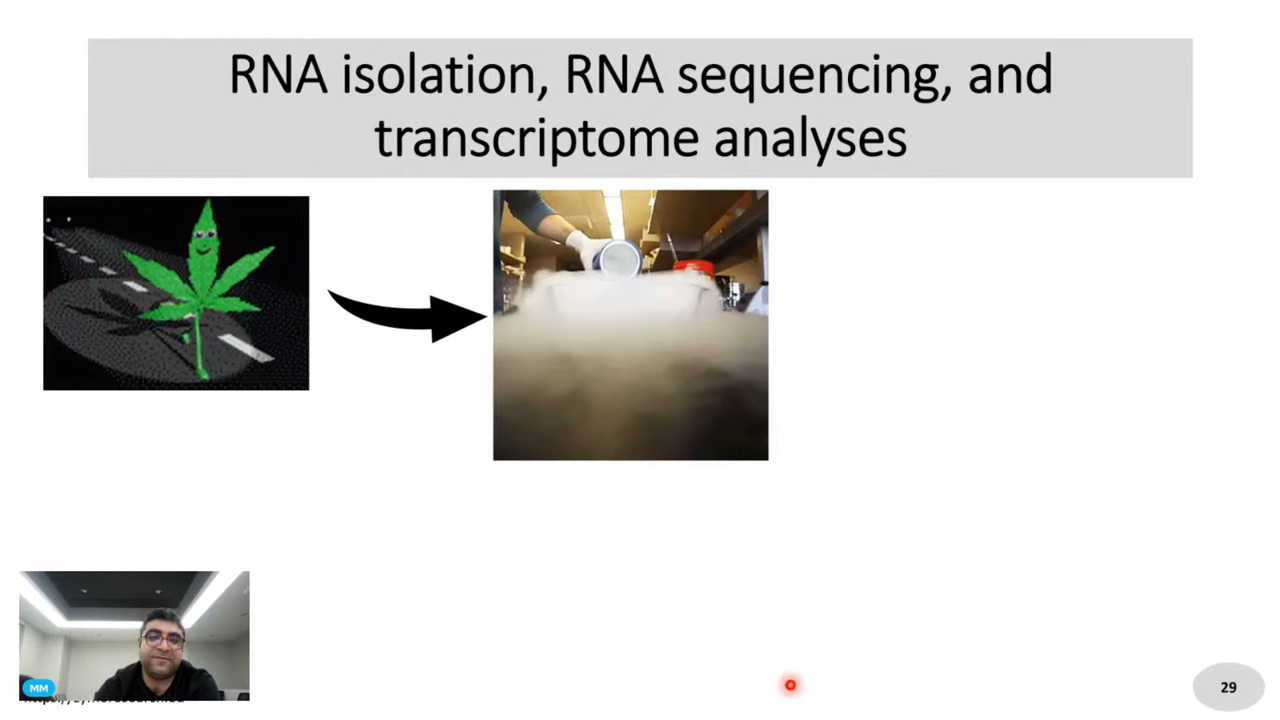 RNA isolation, RNA sequencing, and
transcriptome analyses
MM
29